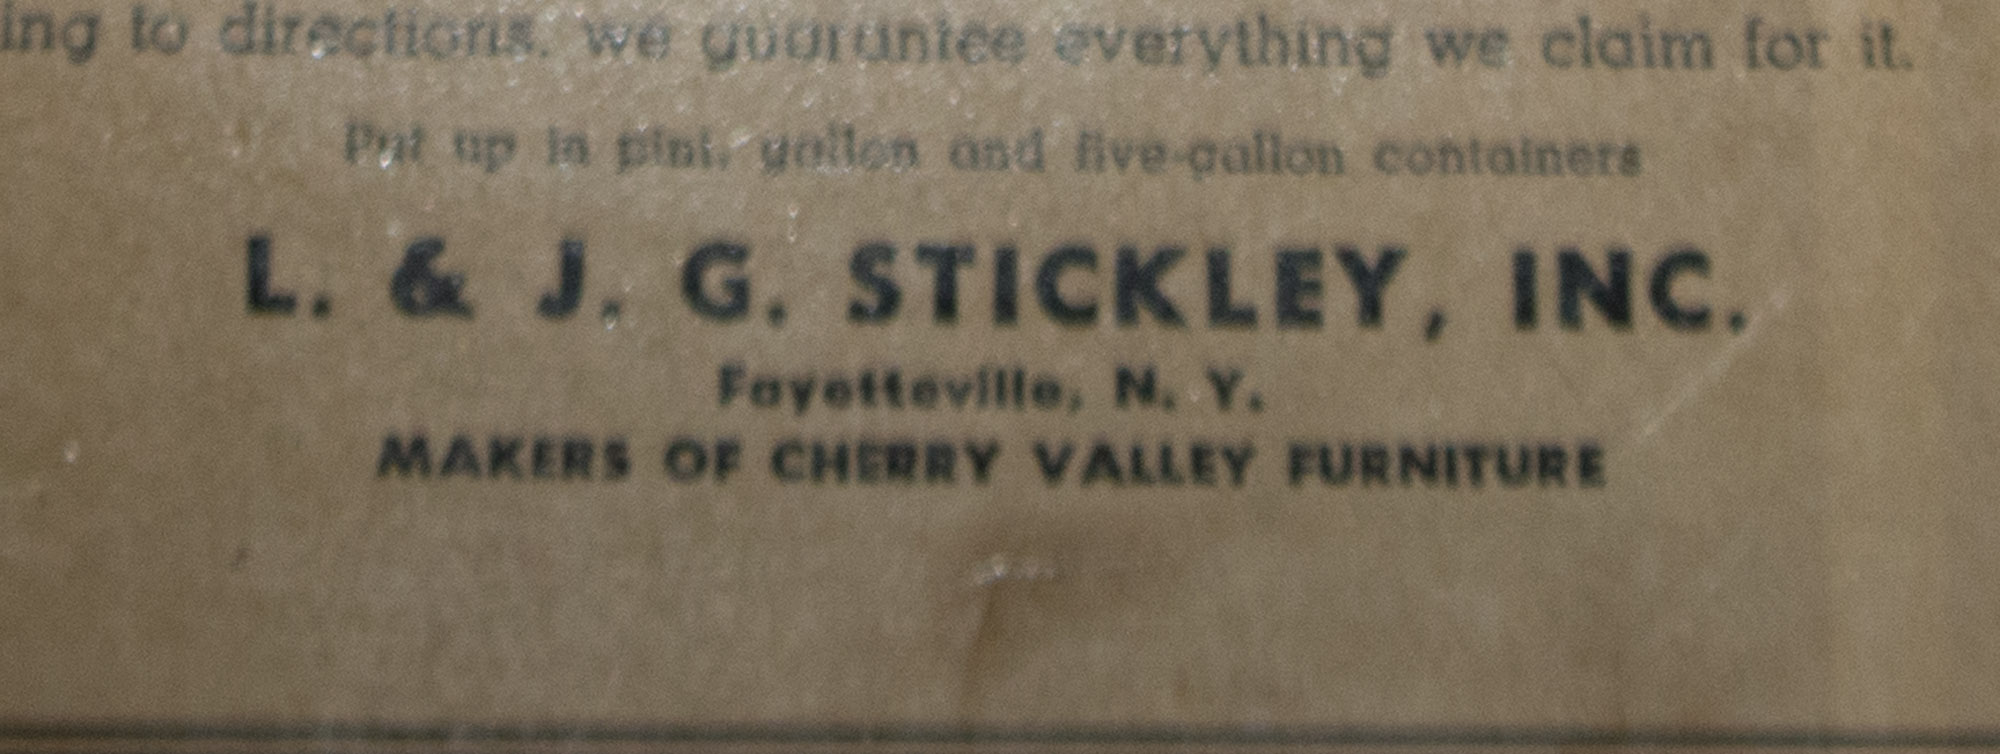 ing to directions, we guarantee everything we claim for it.
Put up in pint, gallon and five-gallon containers
L. & J. G. STICKLEY, INC.
Fayetteville, N. Y.
MAKERS OF CHERRY VALLEY FURNITURE